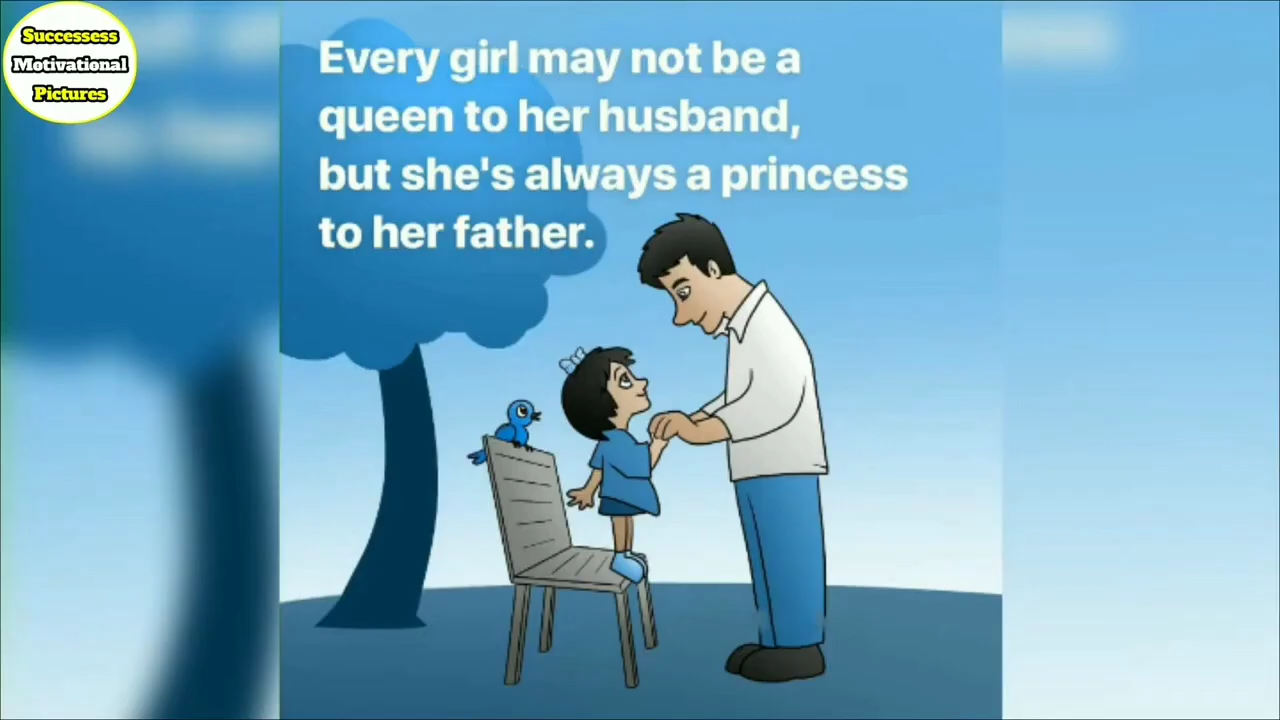 Successess
Motivational
Pictures
Every girl may not be a
queen to her husband,
but she's always a princess
to her father.